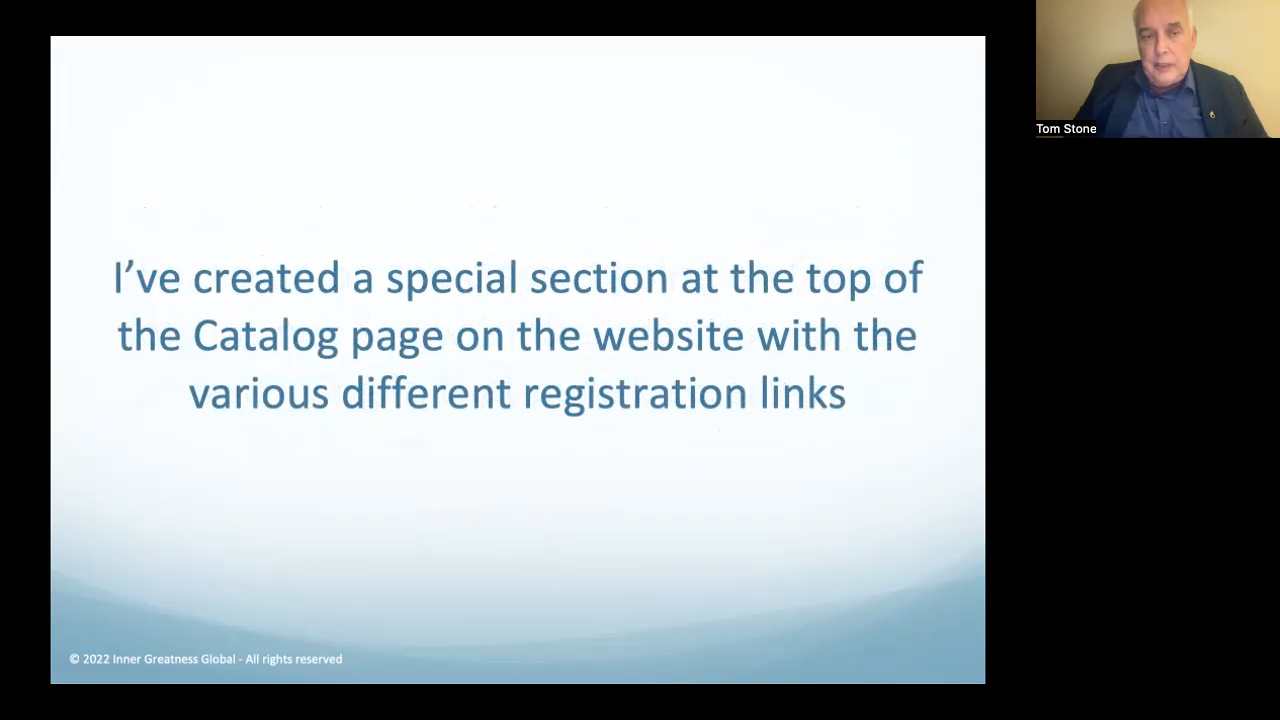 I’ve created a special section at the top of
the Catalog page on the website with the
various different registration links
© 2022 Inner Greatness Global - All rights reserved
Tom Stone